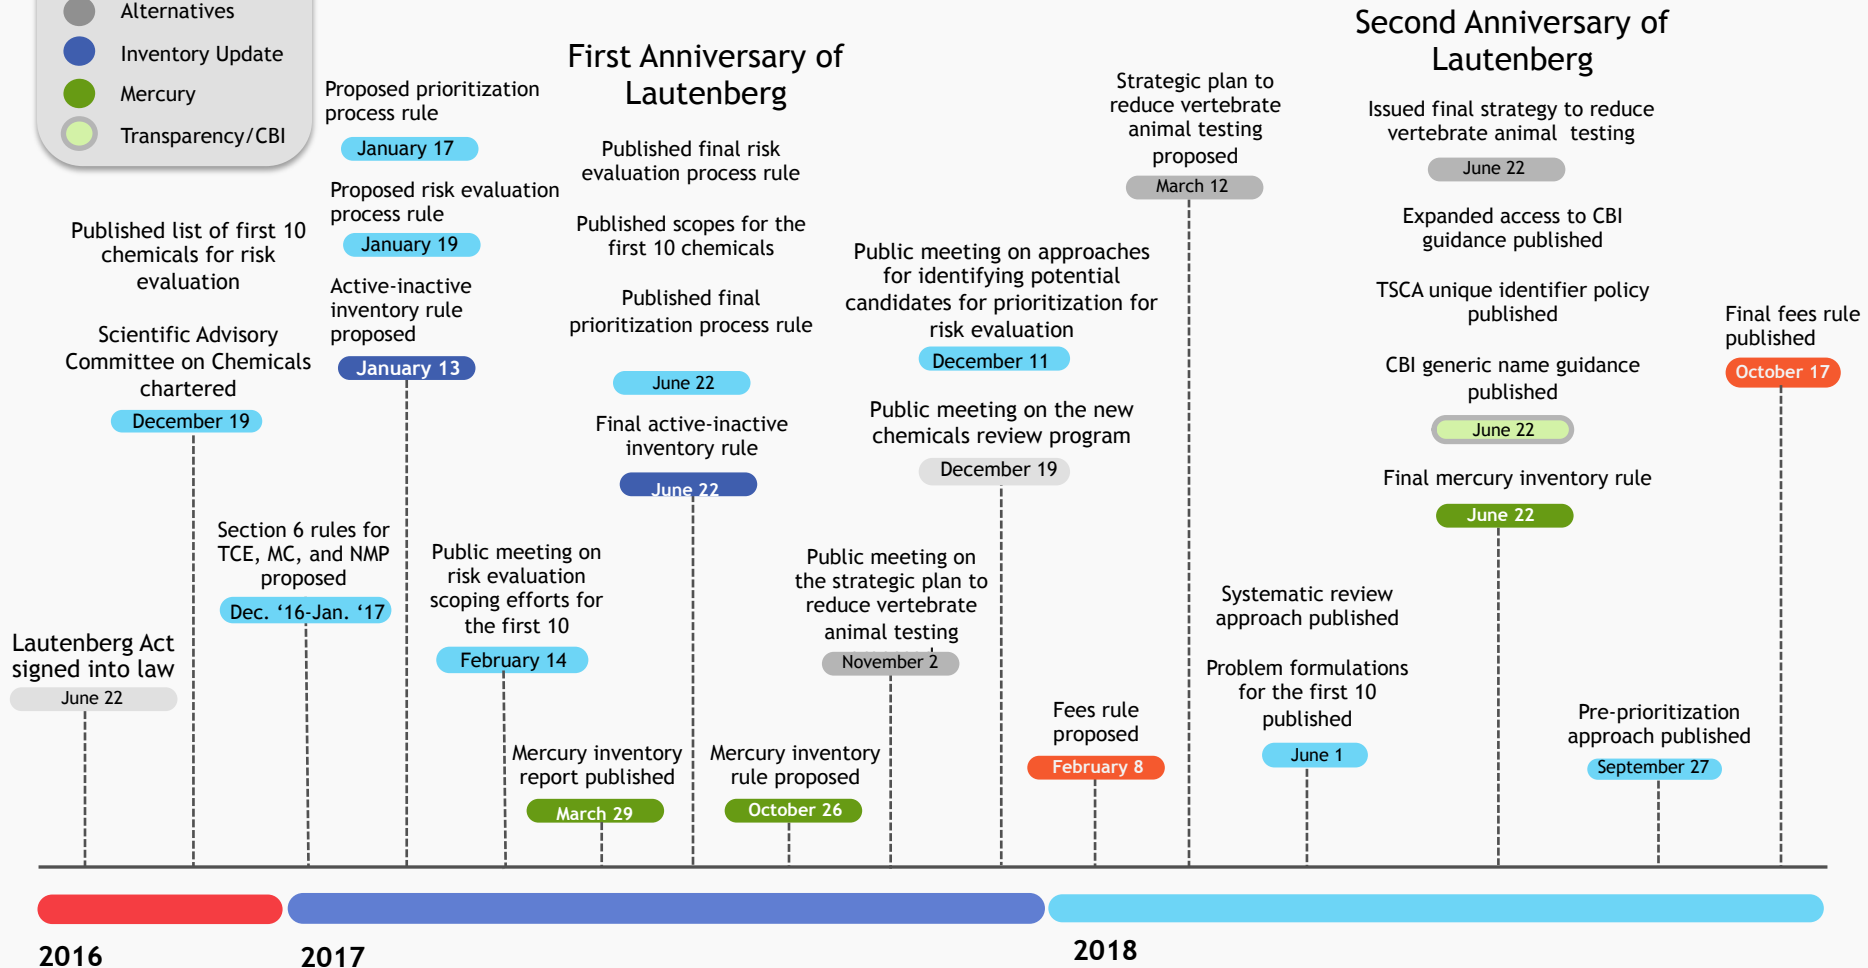 Alternatives
Inventory Update
Mercury
Transparency/CBI
First Anniversary of
Lautenberg
Second Anniversary of
Lautenberg
Lautenberg Act
signed into law
June 22
Published list of first 10
chemicals for risk
evaluation
Scientific Advisory
Committee on Chemicals
chartered
December 19
Section 6 rules for
TCE, MC, and NMP
proposed
Dec. ‘16-Jan. ‘17
Proposed prioritization
process rule
January 17
Proposed risk evaluation
process rule
January 19
Active-inactive
inventory rule
proposed
January 13
Public meeting on
risk evaluation
scoping efforts for
the first 10
February 14
Mercury inventory
report published
March 29
Published final risk
evaluation process rule
Published scopes for the
first 10 chemicals
Published final
prioritization process rule
June 22
Final active-inactive
inventory rule
June 22
Mercury inventory
rule proposed
October 26
Public meeting on
the strategic plan to
reduce vertebrate
animal testing
November 2
Public meeting on approaches
for identifying potential
candidates for prioritization for
risk evaluation
December 11
Public meeting on the new
chemicals review program
December 19
Fees rule
proposed
February 8
Strategic plan to
reduce vertebrate
animal testing
proposed
March 12
Systematic review
approach published
Problem formulations
for the first 10
published
June 1
Issued final strategy to reduce
vertebrate animal testing
June 22
Expanded access to CBI
guidance published
TSCA unique identifier policy
published
CBI generic name guidance
published
June 22
Final mercury inventory rule
June 22
Pre-prioritization
approach published
September 27
Final fees rule
published
October 17
2016
2017
2018